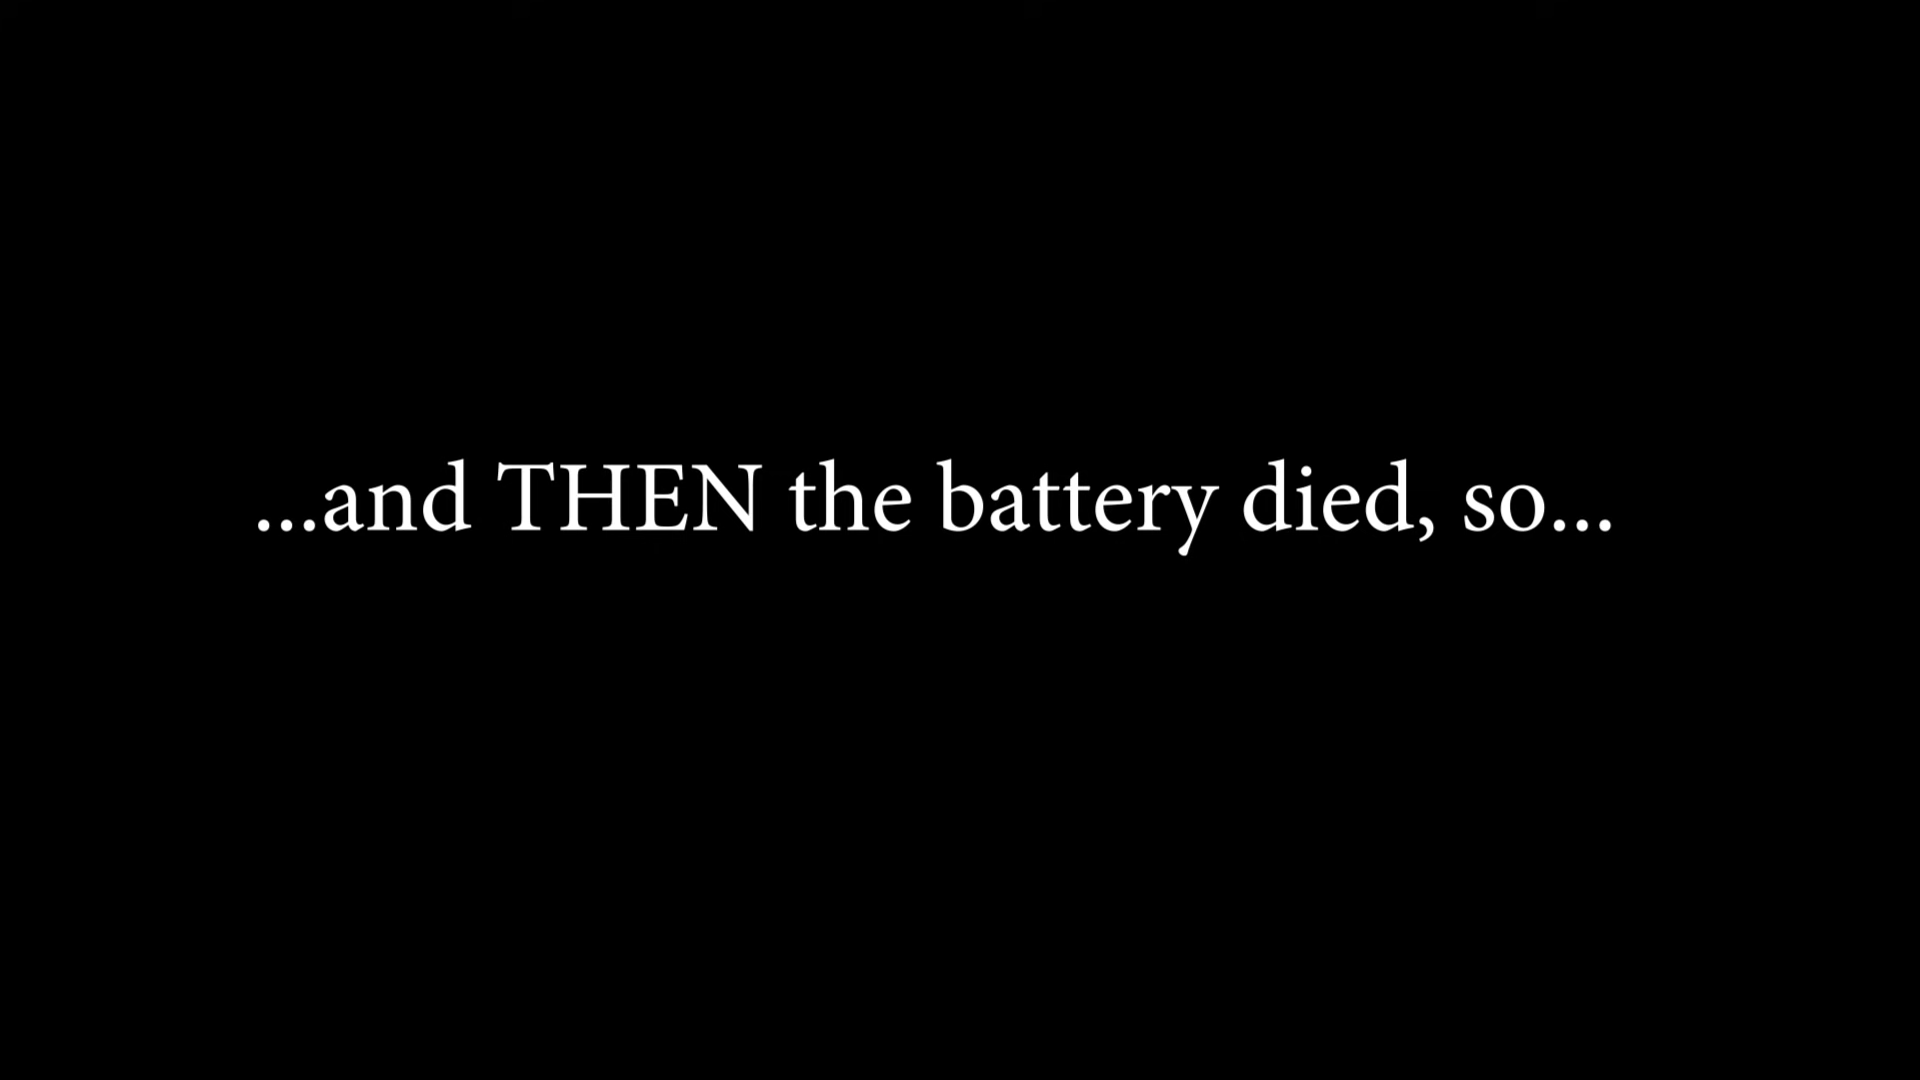 ...and THEN the battery died, so...